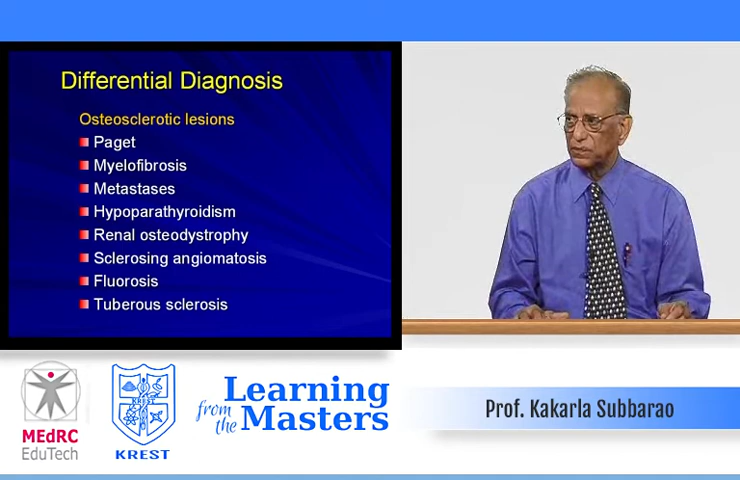 Differential Diagnosis
Osteosclerotic lesions
Paget
Myelofibrosis
Metastases
Hypoparathyroidism
Renal osteodystrophy
Sclerosing angiomatosis
Fluorosis
Tuberous sclerosis
MEdRC
EduTech
KREST
KREST
Learning
from the Masters
Prof. Kakarla Subbarao